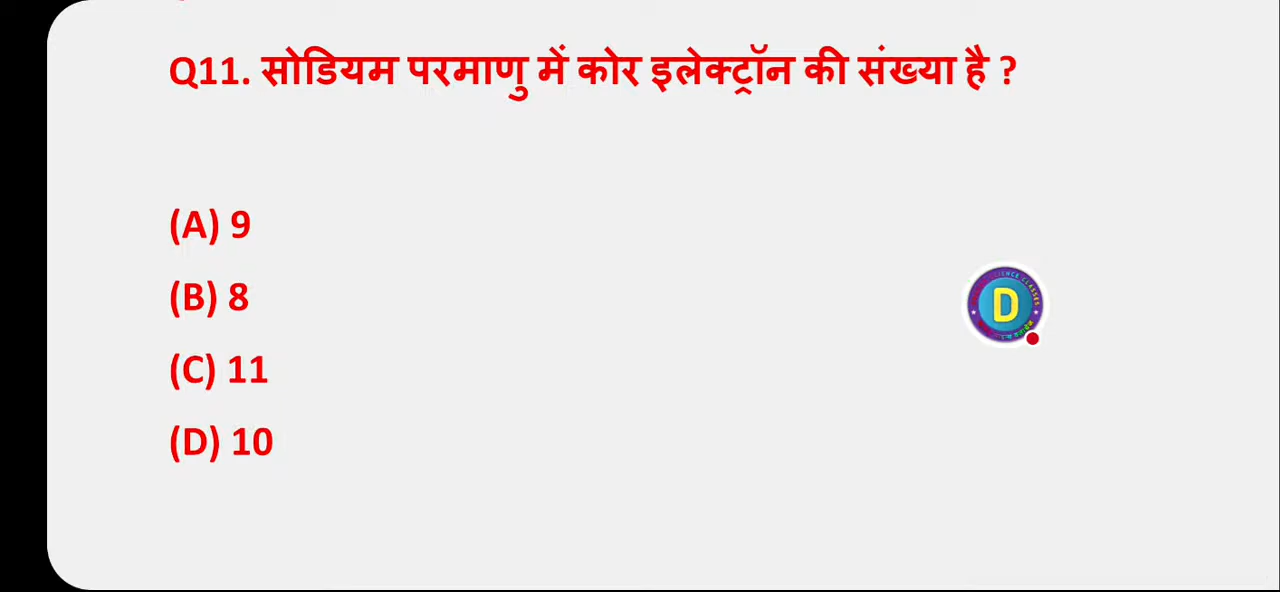 Q11. सोडियम परमाणु में कोर इलेक्ट्रॉन की संख्या है ?
(A) 9
(B) 8
(C) 11
(D) 10
D